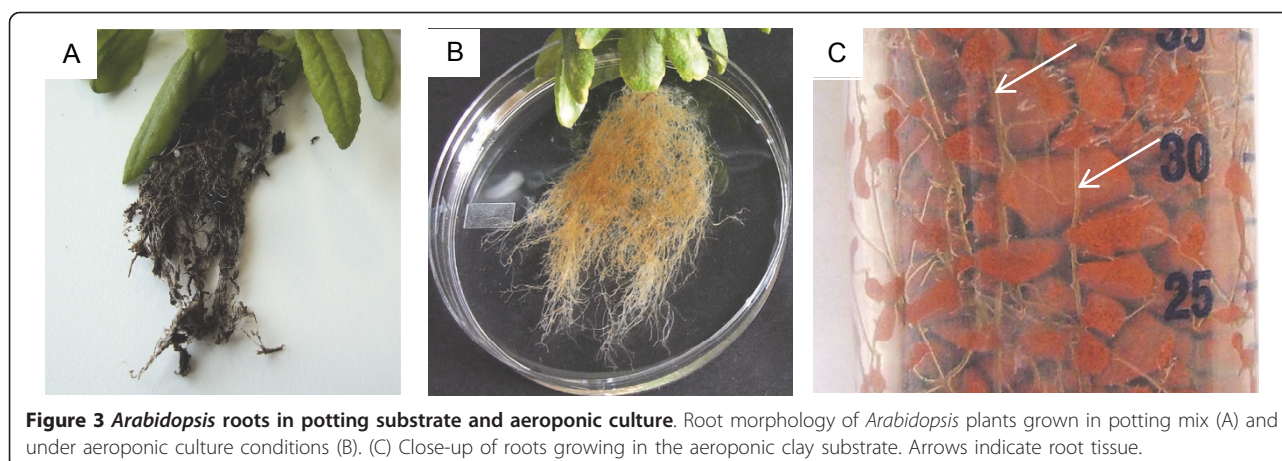 A
B
C
35
30
25
Figure 3 Arabidopsis roots in potting substrate and aeroponic culture. Root morphology of Arabidopsis plants grown in potting mix (A) and
under aeroponic culture conditions (B). (C) Close-up of roots growing in the aeroponic clay substrate. Arrows indicate root tissue.